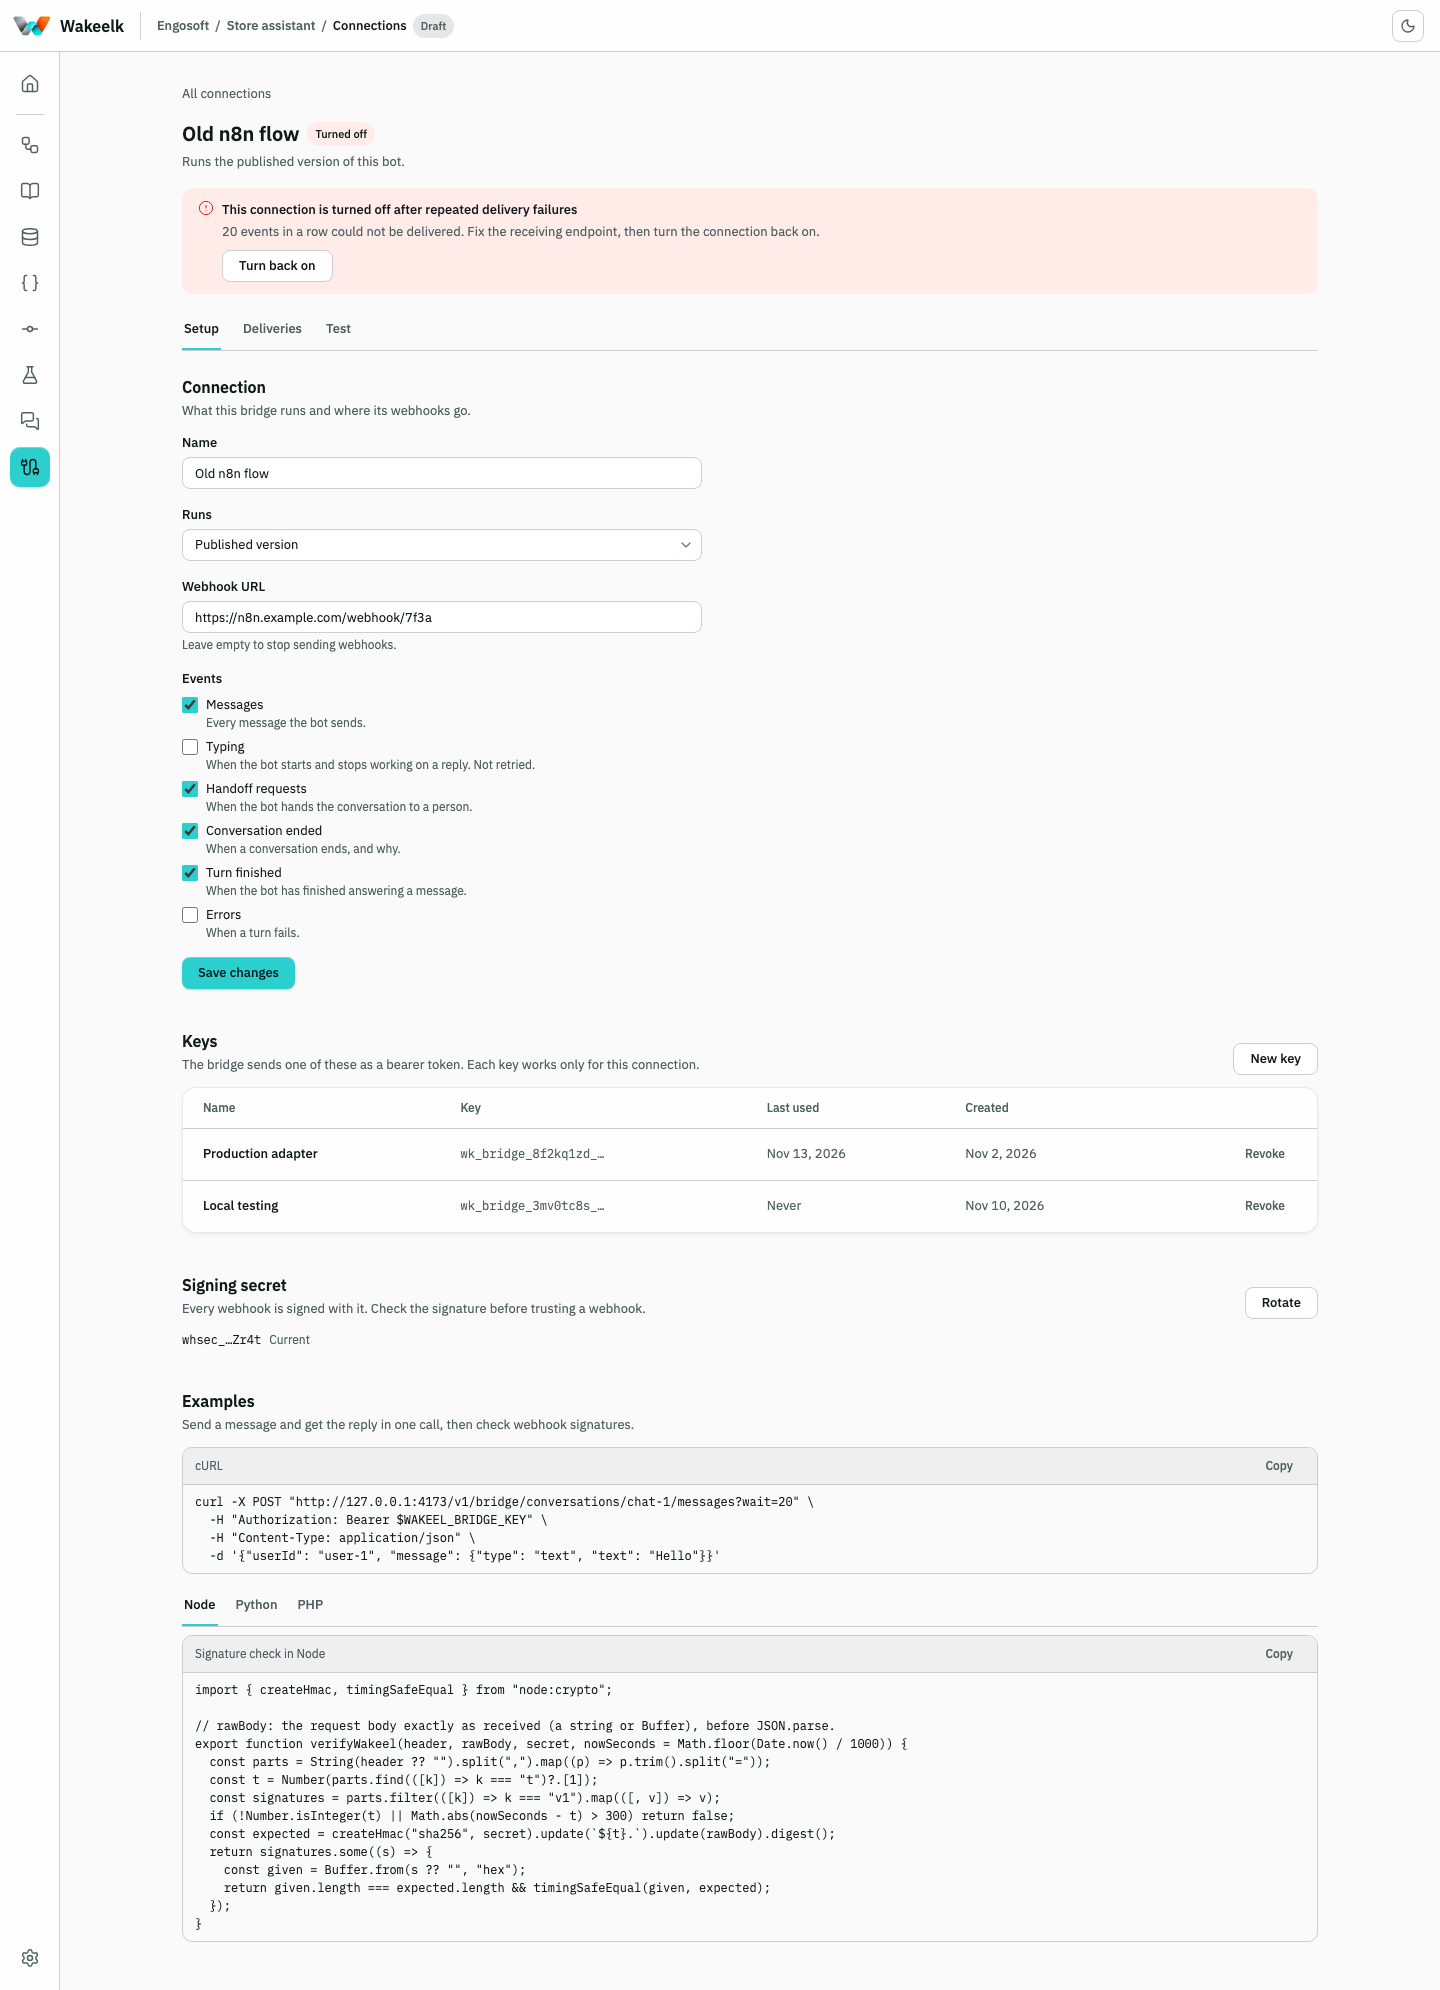 Wakeelk
Engosoft / Store assistant / Connections Draft
All connections
Old n8n flow Turned off
Runs the published version of this bot.
This connection is turned off after repeated delivery failures
20 events in a row could not be delivered. Fix the receiving endpoint, then turn the connection back on.
Turn back on
Setup Deliveries Test
Connection
What this bridge runs and where its webhooks go.
Name
Old n8n flow
Runs
Published version
Webhook URL
https://n8n.example.com/webhook/7f3a
Leave empty to stop sending webhooks.
Events
Messages
Every message the bot sends.
Typing
When the bot starts and stops working on a reply. Not retried.
Handoff requests
When the bot hands the conversation to a person.
Conversation ended
When a conversation ends, and why.
Turn finished
When the bot has finished answering a message.
Errors
When a turn fails.
Save changes
Keys
The bridge sends one of these as a bearer token. Each key works only for this connection.
New key
Name Key Last used Created
Production adapter wk_bridge_8f2kq1zd_… Nov 13, 2026 Nov 2, 2026 Revoke
Local testing wk_bridge_3mv0tc8s_… Never Nov 10, 2026 Revoke
Signing secret
Every webhook is signed with it. Check the signature before trusting a webhook.
Rotate
whsec_…Zr4t Current
Examples
Send a message and get the reply in one call, then check webhook signatures.
cURL Copy
curl -X POST "http://127.0.0.1:4173/v1/bridge/conversations/chat-1/messages?wait=20" \
  -H "Authorization: Bearer $WAKEEL_BRIDGE_KEY" \
  -H "Content-Type: application/json" \
  -d '{"userId": "user-1", "message": {"type": "text", "text": "Hello"}}'
Node Python PHP
Signature check in Node Copy
import { createHmac, timingSafeEqual } from "node:crypto";
// rawBody: the request body exactly as received (a string or Buffer), before JSON.parse.
export function verifyWakeel(header, rawBody, secret, nowSeconds = Math.floor(Date.now() / 1000)) {
  const parts = String(header ?? "").split(",").map((p) => p.trim().split("="));
  const t = Number(parts.find(([k]) => k === "t")?.[1]);
  const signatures = parts.filter(([k]) => k === "v1").map(([, v]) => v);
  if (!Number.isInteger(t) || Math.abs(nowSeconds - t) > 300) return false;
  const expected = createHmac("sha256", secret).update(`${t}.`).update(rawBody).digest();
  return signatures.some((s) => {
    const given = Buffer.from(s ?? "", "hex");
    return given.length === expected.length && timingSafeEqual(given, expected);
  });
}